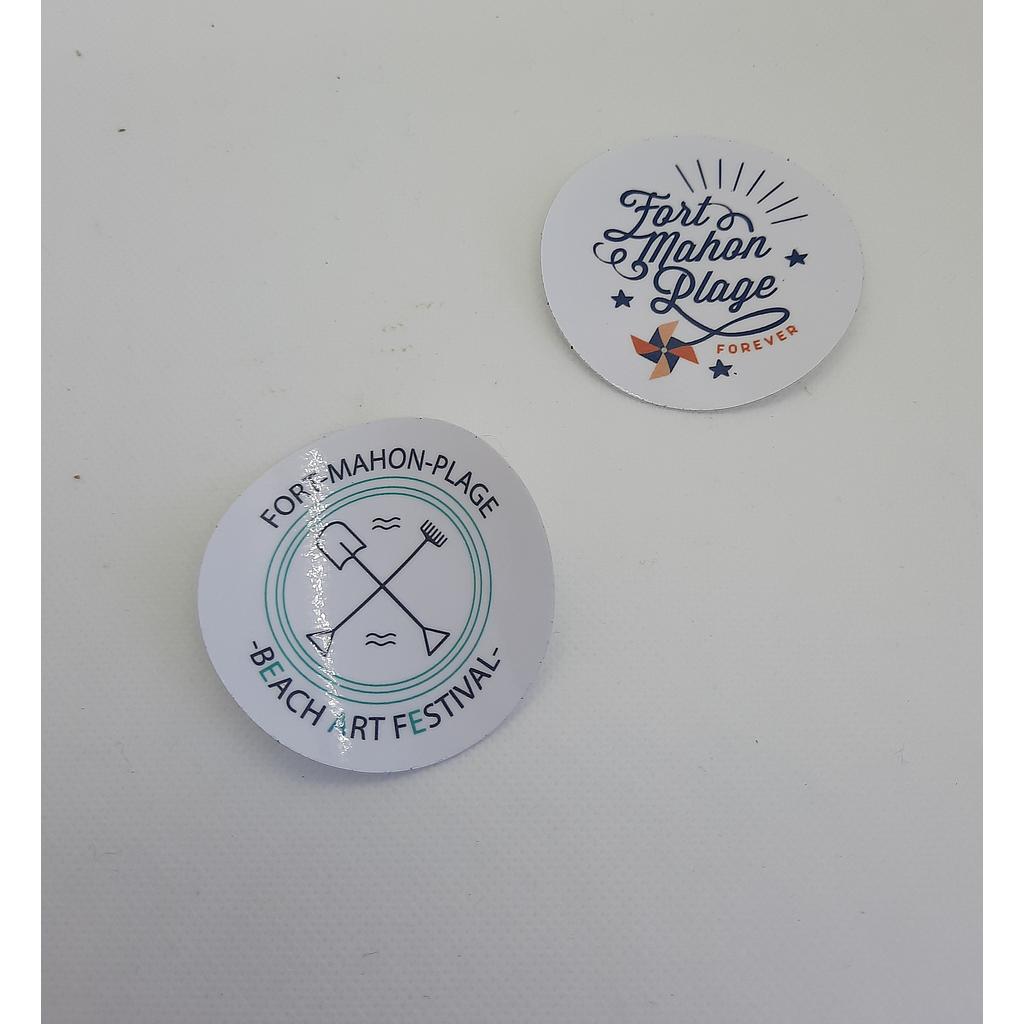 Fort
Mahon
Plage
FOREVER
FORT-MAHON-PLAGE
-BEACH ART FESTIVAL-